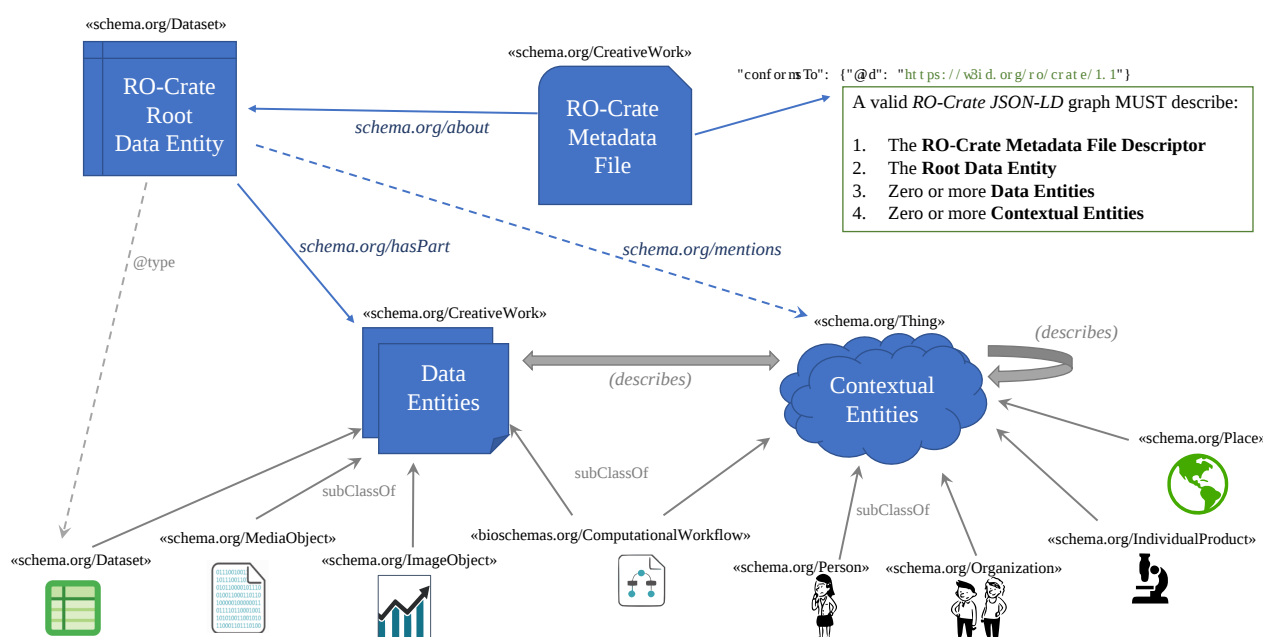 «schema.org/Dataset»
RO-Crate
Root
Data Entity
«schema.org/CreativeWork»
RO-Crate
Metadata
File
schema.org/about
"conformsTo": {"@id": "https://w3id.org/ro/crate/1.1"}
A valid RO-Crate JSON-LD graph MUST describe:
1. The RO-Crate Metadata File Descriptor
2. The Root Data Entity
3. Zero or more Data Entities
4. Zero or more Contextual Entities
@type
schema.org/hasPart
schema.org/mentions
«schema.org/CreativeWork»
Data
Entities
(describes)
«schema.org/Thing»
Contextual
Entities
(describes)
subClassOf
subClassOf
subClassOf
«schema.org/Place»
«schema.org/Dataset»
«schema.org/MediaObject»
«schema.org/ImageObject»
«bioschemas.org/ComputationalWorkflow»
«schema.org/Person»
«schema.org/Organization»
«schema.org/IndividualProduct»